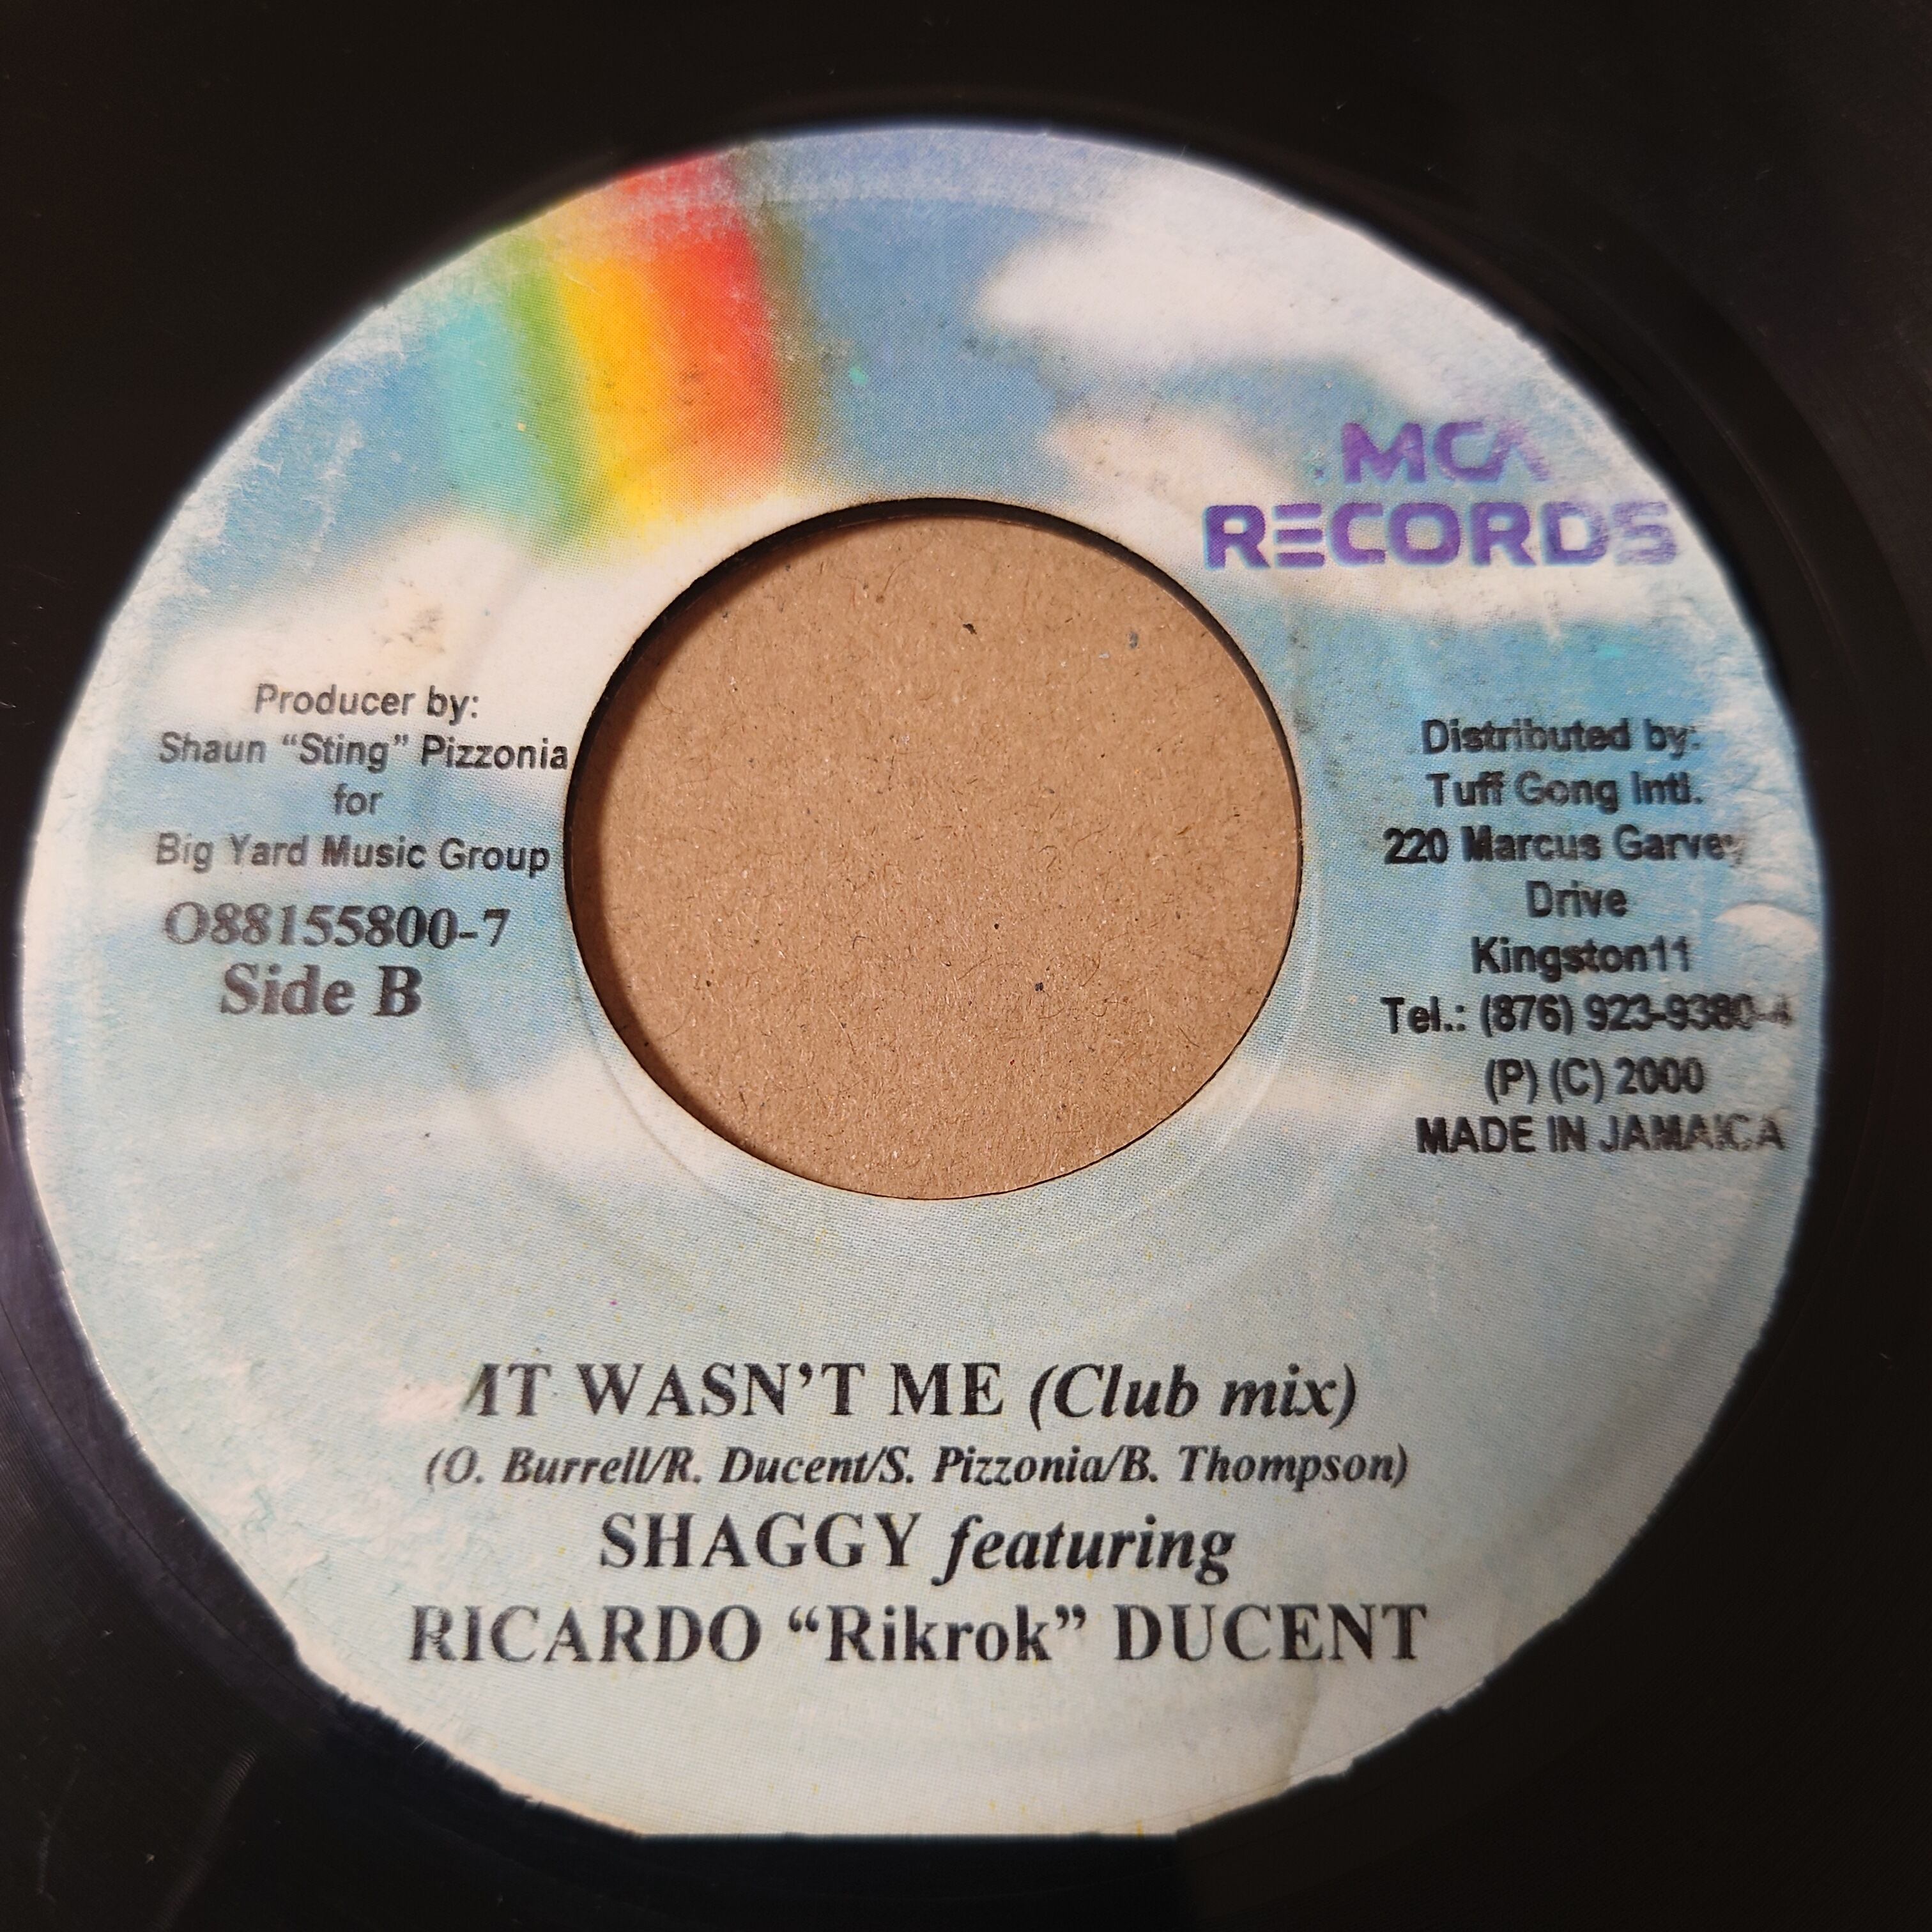 MCA
RECORDS
Producer by:
Shaun “Sting” Pizzonia
for
Big Yard Music Group
O88155800-7
Side B
Distributed by:
Tuff Gong Intl.
220 Marcus Garvey
Drive
Kingston11
Tel.: (876) 923-9380-4
(P) (C) 2000
MADE IN JAMAICA
IT WASN’T ME (Club mix)
(O. Burrell/R. Ducent/S. Pizzonia/B. Thompson)
SHAGGY featuring
RICARDO “Rikrok” DUCENT